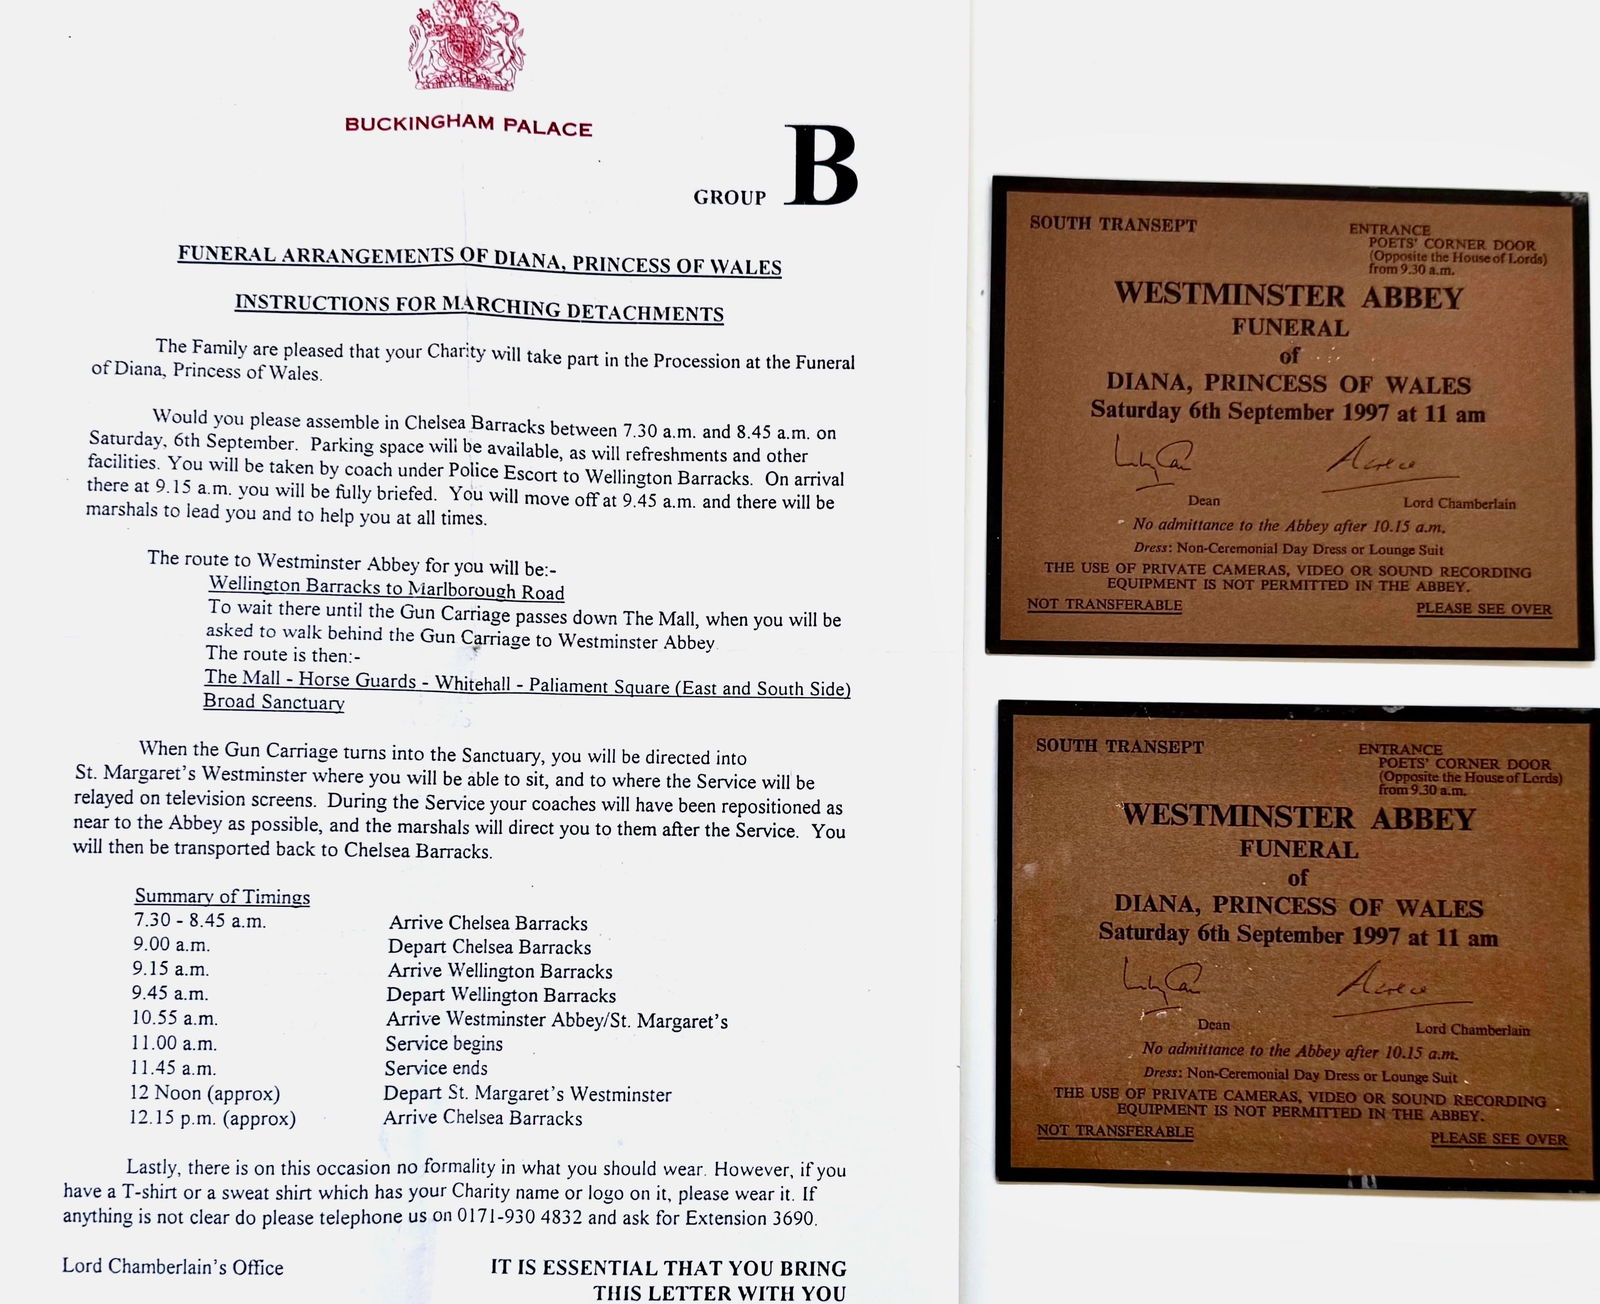 BUCKINGHAM PALACE
GROUP B
FUNERAL ARRANGEMENTS OF DIANA, PRINCESS OF WALES
INSTRUCTIONS FOR MARCHING DETACHMENTS
The Family are pleased that your Charity will take part in the Procession at the Funeral
of Diana, Princess of Wales.
Would you please assemble in Chelsea Barracks between 7.30 a.m. and 8.45 a.m. on
Saturday, 6th September. Parking space will be available, as will refreshments and other
facilities. You will be taken by coach under Police Escort to Wellington Barracks. On arrival
there at 9.15 a.m. you will be fully briefed. You will move off at 9.45 a.m. and there will be
marshals to lead you and to help you at all times.
The route to Westminster Abbey for you will be:-
Wellington Barracks to Marlborough Road
To wait there until the Gun Carriage passes down The Mall, when you will be
asked to walk behind the Gun Carriage to Westminster Abbey
The route is then:-
The Mall - Horse Guards - Whitehall - Paliament Square (East and South Side)
Broad Sanctuary
When the Gun Carriage turns into the Sanctuary, you will be directed into
St. Margaret's Westminster where you will be able to sit, and to where the Service will be
relayed on television screens. During the Service your coaches will have been repositioned as
near to the Abbey as possible, and the marshals will direct you to them after the Service. You
will then be transported back to Chelsea Barracks.
Summary of Timings
7.30 - 8.45 a.m. Arrive Chelsea Barracks
9.00 a.m. Depart Chelsea Barracks
9.15 a.m. Arrive Wellington Barracks
9.45 a.m. Depart Wellington Barracks
10.55 a.m. Arrive Westminster Abbey/St. Margaret's
11.00 a.m. Service begins
11.45 a.m. Service ends
12 Noon (approx) Depart St. Margaret's Westminster
12.15 p.m. (approx) Arrive Chelsea Barracks
Lastly, there is on this occasion no formality in what you should wear. However, if you
have a T-shirt or a sweat shirt which has your Charity name or logo on it, please wear it. If
anything is not clear do please telephone us on 0171-930 4832 and ask for Extension 3690.
Lord Chamberlain's Office
IT IS ESSENTIAL THAT YOU BRING
THIS LETTER WITH YOU
SOUTH TRANSEPT
ENTRANCE
POETS' CORNER DOOR
(Opposite the House of Lords)
from 9.30 a.m.
WESTMINSTER ABBEY
FUNERAL
of
DIANA, PRINCESS OF WALES
Saturday 6th September 1997 at 11 am
Dean
Lord Chamberlain
No admittance to the Abbey after 10.15 a.m.
Dress: Non-Ceremonial Day Dress or Lounge Suit
THE USE OF PRIVATE CAMERAS, VIDEO OR SOUND RECORDING
EQUIPMENT IS NOT PERMITTED IN THE ABBEY.
NOT TRANSFERABLE
PLEASE SEE OVER
SOUTH TRANSEPT
ENTRANCE
POETS' CORNER DOOR
(Opposite the House of Lords)
from 9.30 a.m.
WESTMINSTER ABBEY
FUNERAL
of
DIANA, PRINCESS OF WALES
Saturday 6th September 1997 at 11 am
Dean
Lord Chamberlain
No admittance to the Abbey after 10.15 a.m.
Dress: Non-Ceremonial Day Dress or Lounge Suit
THE USE OF PRIVATE CAMERAS, VIDEO OR SOUND RECORDING
EQUIPMENT IS NOT PERMITTED IN THE ABBEY.
NOT TRANSFERABLE
PLEASE SEE OVER